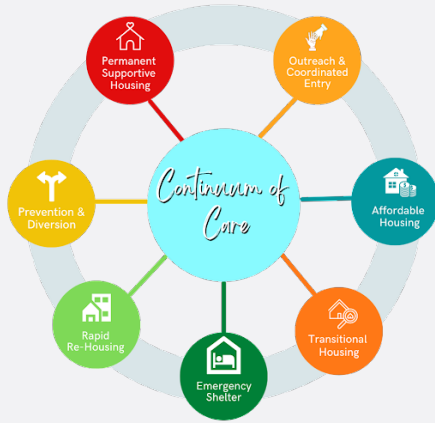 Permanent
Supportive
Housing
Outreach &
Coordinated
Entry
Continuum of
Care
Prevention &
Diversion
Affordable
Housing
Rapid
Re-Housing
Transitional
Housing
Emergency
Shelter